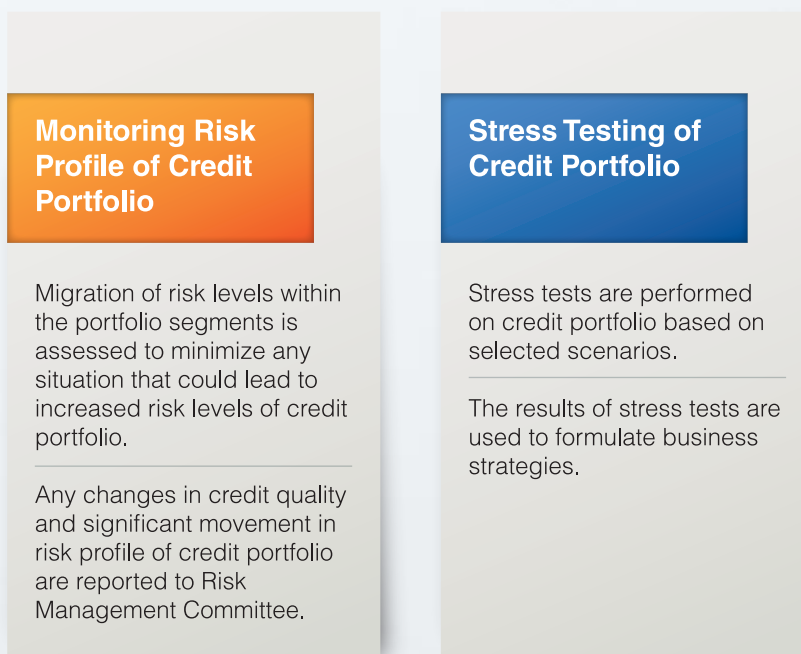 Monitoring Risk
Profile of Credit
Portfolio
Migration of risk levels within
the portfolio segments is
assessed to minimize any
situation that could lead to
increased risk levels of credit
portfolio.
Any changes in credit quality
and significant movement in
risk profile of credit portfolio
are reported to Risk
Management Committee.
Stress Testing of
Credit Portfolio
Stress tests are performed
on credit portfolio based on
selected scenarios.
The results of stress tests are
used to formulate business
strategies.